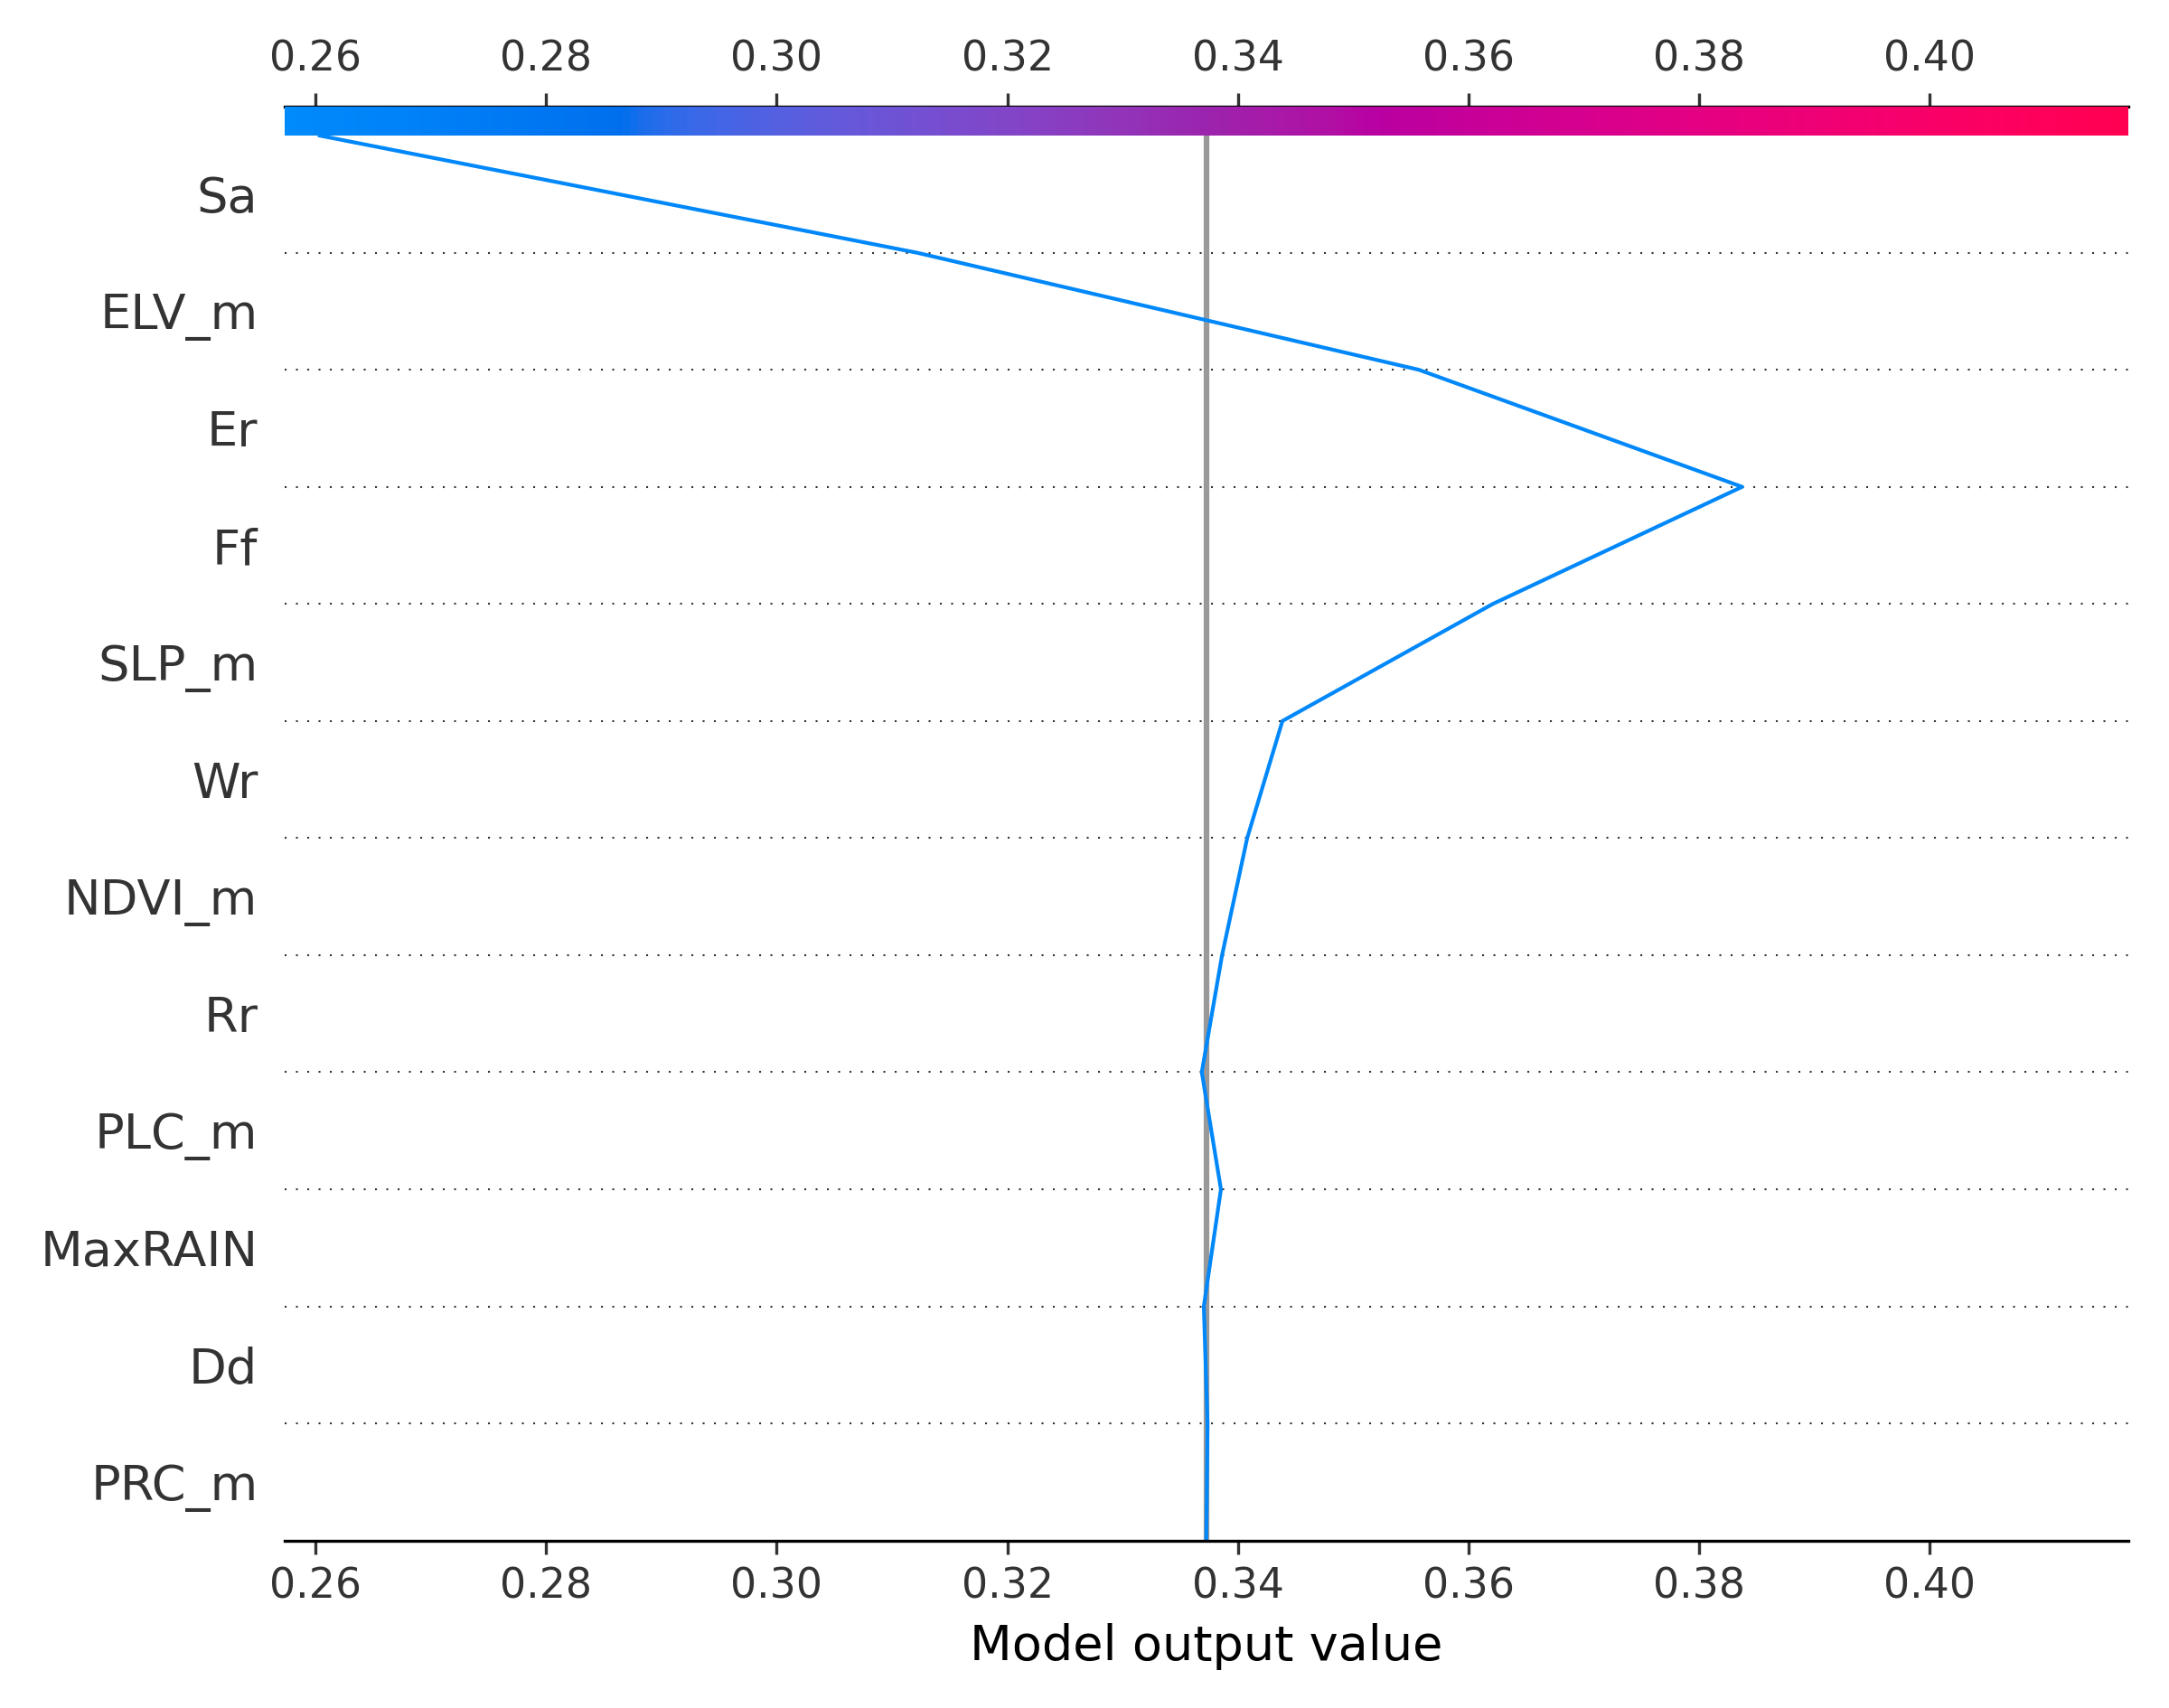 0.26 0.28 0.30 0.32 0.34 0.36 0.38 0.40
Sa
ELV_m
Er
Ff
SLP_m
Wr
NDVI_m
Rr
PLC_m
MaxRAIN
Dd
PRC_m
0.26 0.28 0.30 0.32 0.34 0.36 0.38 0.40
Model output value